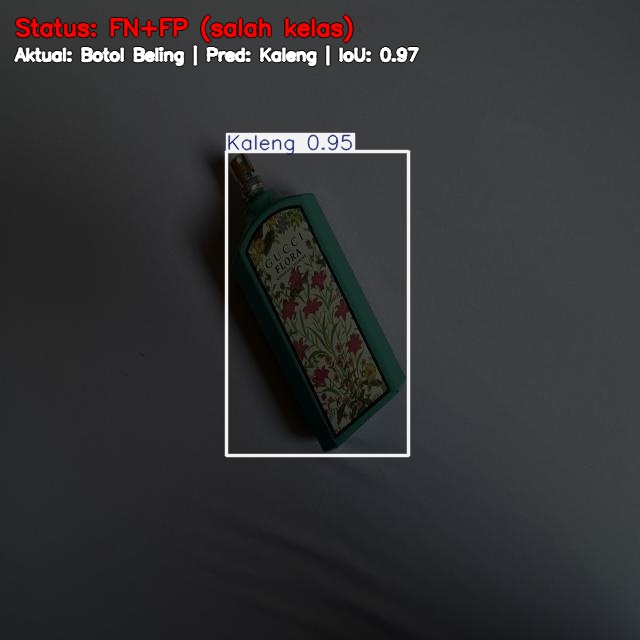 Status: FN+FP (salah kelas)
Aktual: Botol Beling | Pred: Kaleng | IoU: 0.97
Kaleng 0.95
GUCCI
FLORA